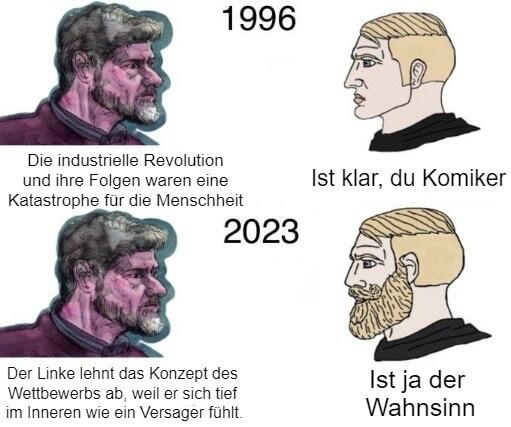 1996
Die industrielle Revolution
und ihre Folgen waren eine
Katastrophe für die Menschheit
Ist klar, du Komiker
2023
Der Linke lehnt das Konzept des
Wettbewerbs ab, weil er sich tief
im Inneren wie ein Versager fühlt.
Ist ja der
Wahnsinn